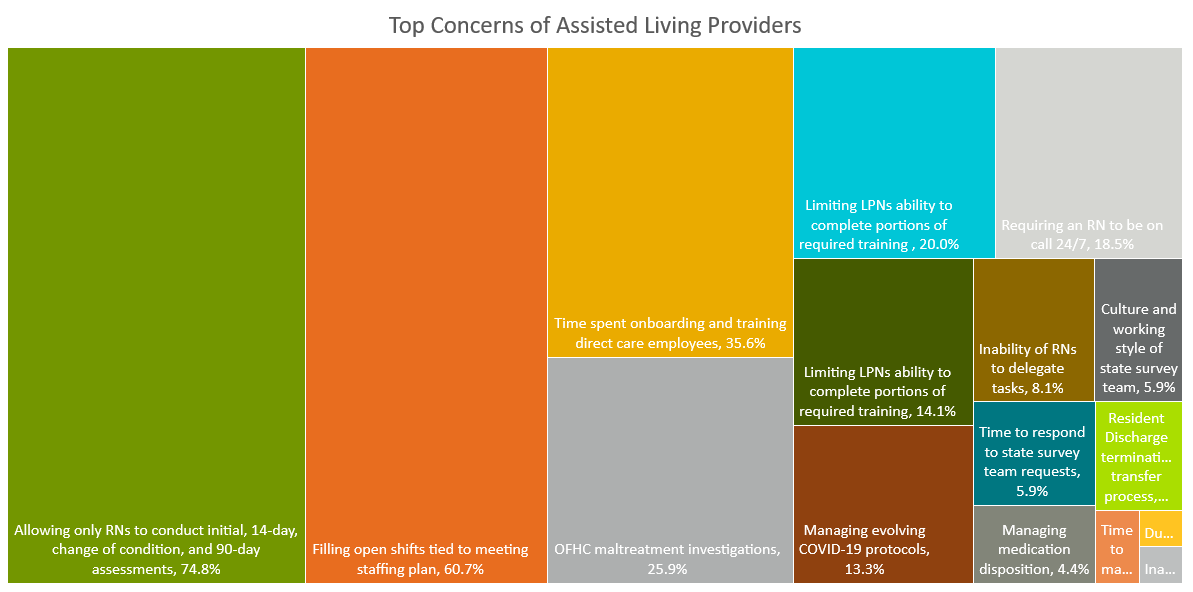 Top Concerns of Assisted Living Providers
Allowing only RNs to conduct initial, 14-day,
change of condition, and 90-day
assessments, 74.8%
Filling open shifts tied to meeting
staffing plan, 60.7%
Time spent onboarding and training
direct care employees, 35.6%
OFHC maltreatment investigations,
25.9%
Limiting LPNs ability to
complete portions of
required training , 20.0%
Requiring an RN to be on
call 24/7, 18.5%
Limiting LPNs ability to
complete portions of
required training, 14.1%
Managing evolving
COVID-19 protocols,
13.3%
Inability of RNs
to delegate
tasks, 8.1%
Culture and
working
style of
state survey
team, 5.9%
Time to respond
to state survey
team requests,
5.9%
Resident
Discharge
terminati...
transfer
process,...
Managing
medication
disposition, 4.4%
Time
to
ma...
Du...
Ina...